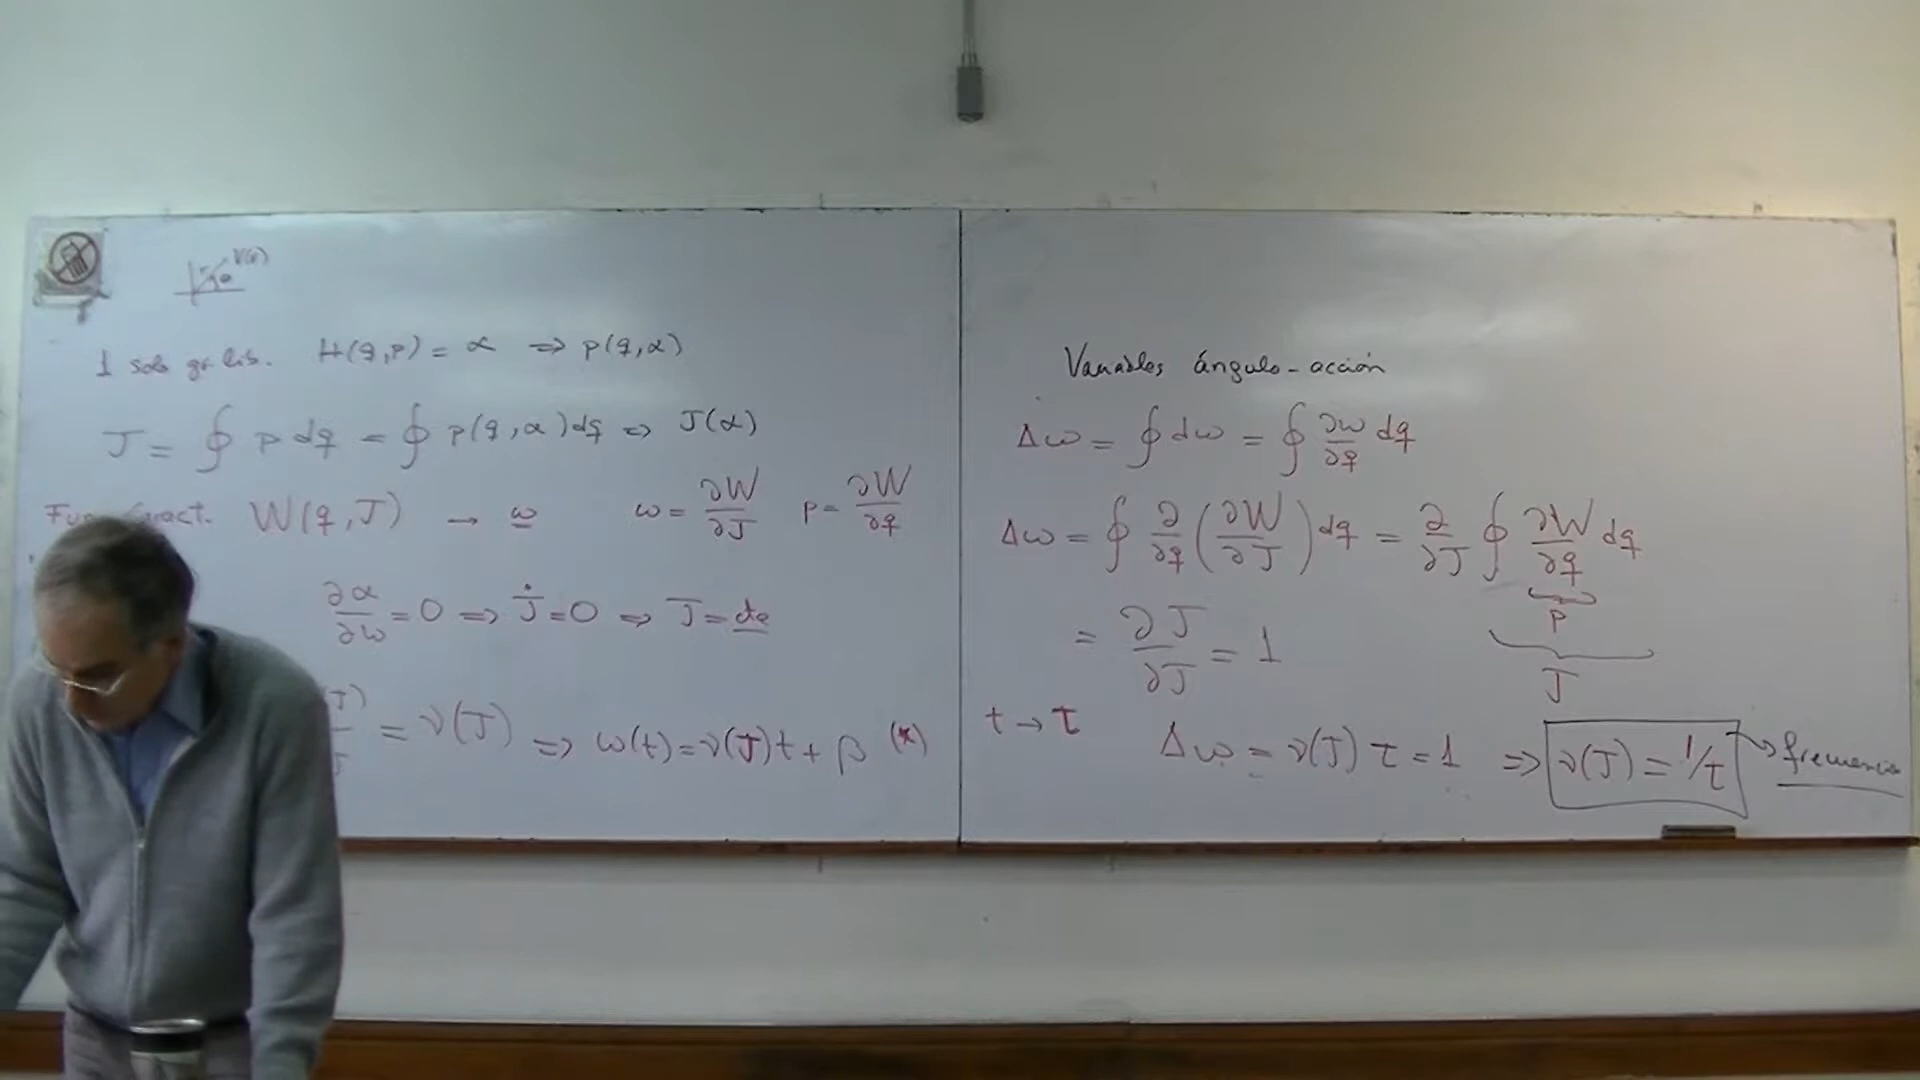 V(r)
1 solo gr. lib. H(q,p) = α ⇒ p(q,α)
J = ∮ p dq = ∮ p(q,α)dq ⇒ J(α)
W(q,J) → ω ω = ∂W/∂J p = ∂W/∂q
∂α/∂ω = 0 ⇒ J̇ = 0 ⇒ J = cte
= ν(J) ⇒ ω(t) = ν(J)t + β (*)
Variables ángulo-acción
Δω = ∮ dω = ∮ ∂ω/∂q dq
Δω = ∮ ∂/∂q (∂W/∂J) dq = ∂/∂J ∮ ∂W/∂q dq
p
= ∂J/∂J = 1
J
t → τ Δω = ν(J) τ = 1 ⇒ ν(J) = 1/τ → frecuencia